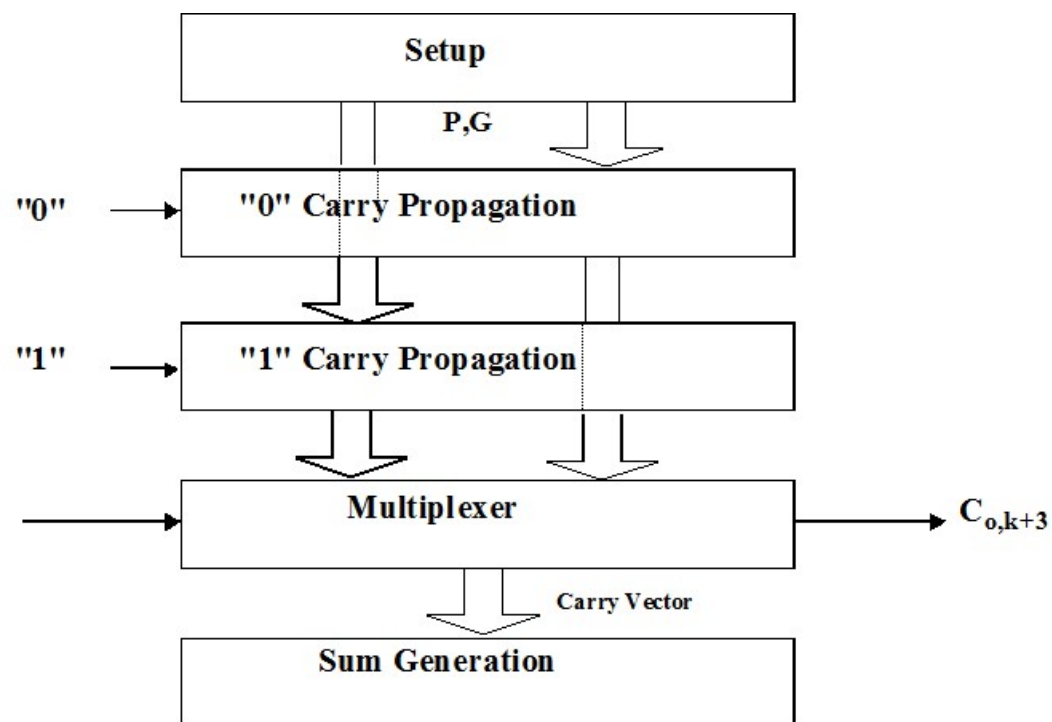 Setup
P,G
"0"
"0" Carry Propagation
"1"
"1" Carry Propagation
Multiplexer
Co,k+3
Carry Vector
Sum Generation